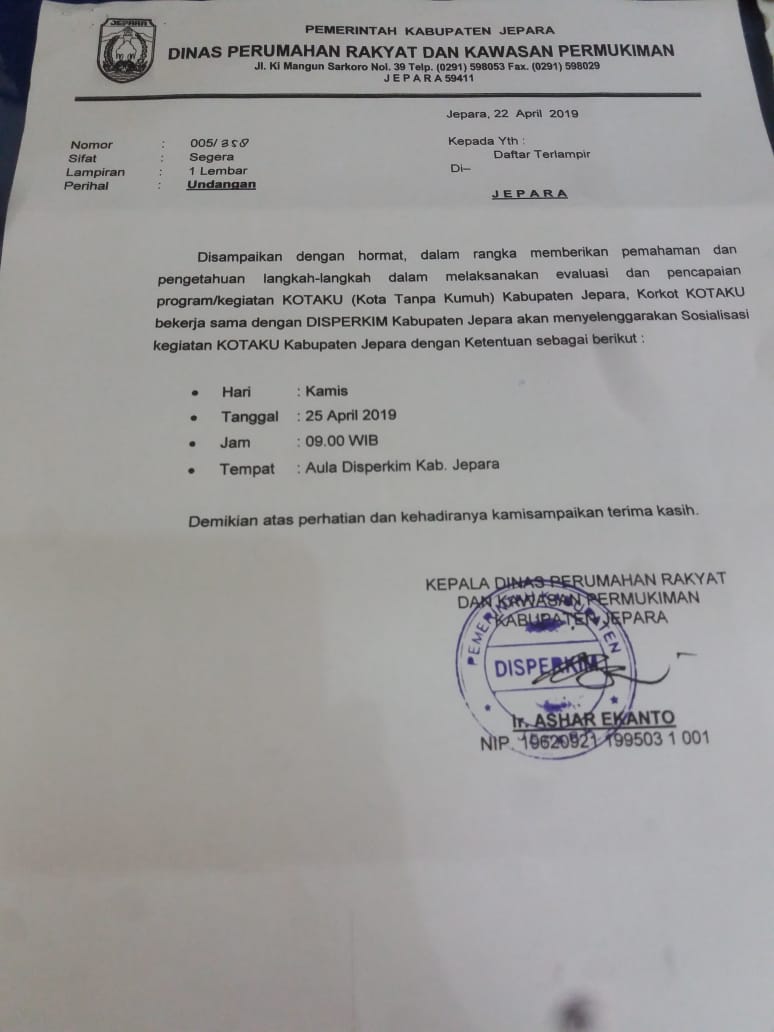 JEPARA
PEMERINTAH KABUPATEN JEPARA
DINAS PERUMAHAN RAKYAT DAN KAWASAN PERMUKIMAN
Jl. Ki Mangun Sarkoro Nol. 39 Telp. (0291) 598053 Fax. (0291) 598029
J E P A R A 59411
Jepara, 22 April 2019
Nomor : 005/358
Sifat : Segera
Lampiran : 1 Lembar
Perihal : Undangan
Kepada Yth :
Daftar Terlampir
Di–
J E P A R A
Disampaikan dengan hormat, dalam rangka memberikan pemahaman dan
pengetahuan langkah-langkah dalam melaksanakan evaluasi dan pencapaian
program/kegiatan KOTAKU (Kota Tanpa Kumuh) Kabupaten Jepara, Korkot KOTAKU
bekerja sama dengan DISPERKIM Kabupaten Jepara akan menyelenggarakan Sosialisasi
kegiatan KOTAKU Kabupaten Jepara dengan Ketentuan sebagai berikut :
• Hari : Kamis
• Tanggal : 25 April 2019
• Jam : 09.00 WIB
• Tempat : Aula Disperkim Kab. Jepara
Demikian atas perhatian dan kehadiranya kamisampaikan terima kasih.
KEPALA DINAS PERUMAHAN RAKYAT
DAN KAWASAN PERMUKIMAN
KABUPATEN JEPARA
PEMERINTAH KABUPATEN
DISPERKIM
Ir. ASHAR EKANTO
NIP. 19620921 199503 1 001